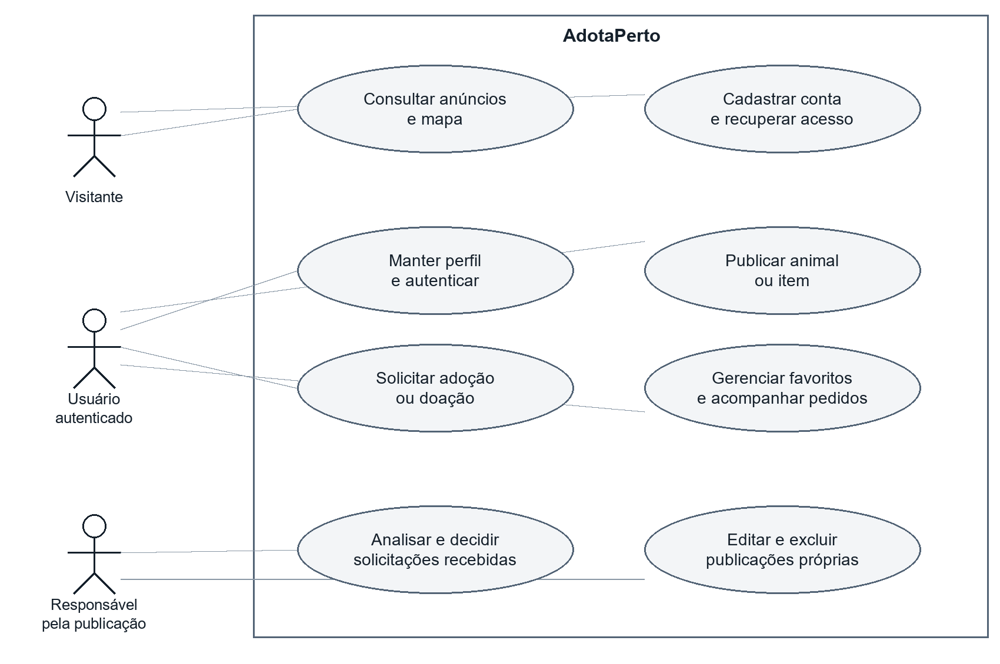 AdotaPerto
Consultar anúncios
e mapa
Cadastrar conta
e recuperar acesso
Visitante
Manter perfil
e autenticar
Publicar animal
ou item
Solicitar adoção
ou doação
Gerenciar favoritos
e acompanhar pedidos
Usuário
autenticado
Analisar e decidir
solicitações recebidas
Editar e excluir
publicações próprias
Responsável
pela publicação